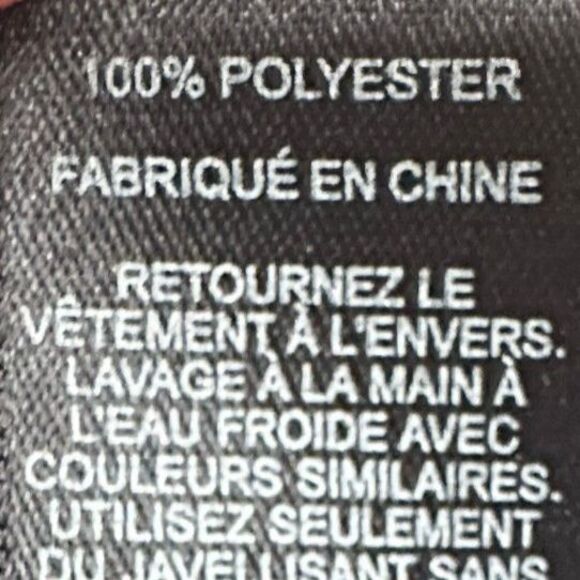 100% POLYESTER
FABRIQUÉ EN CHINE
RETOURNEZ LE
VÊTEMENT À L'ENVERS.
LAVAGE À LA MAIN À
L'EAU FROIDE AVEC
COULEURS SIMILAIRES.
UTILISEZ SEULEMENT
DU JAVELLISANT SANS